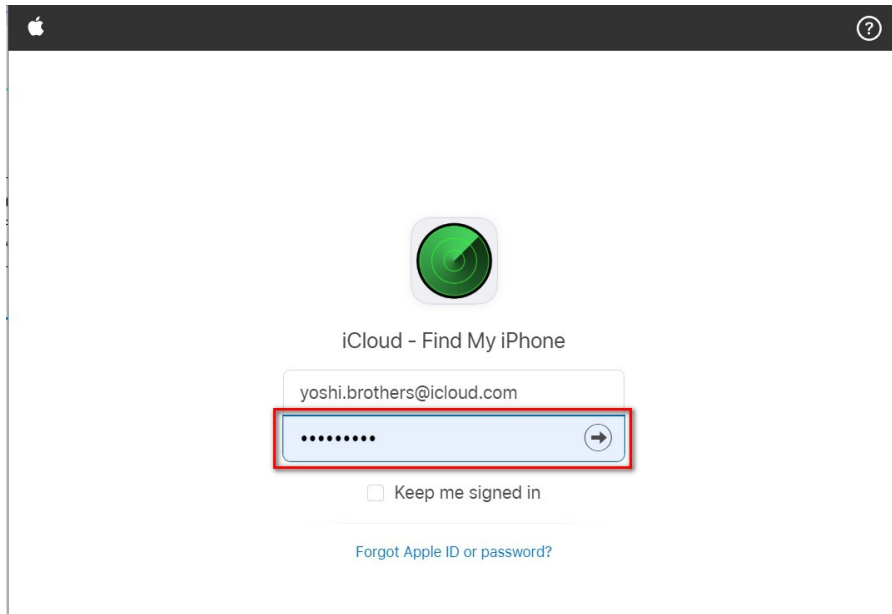 ?
iCloud - Find My iPhone
yoshi.brothers@icloud.com
•••••••••
Keep me signed in
Forgot Apple ID or password?